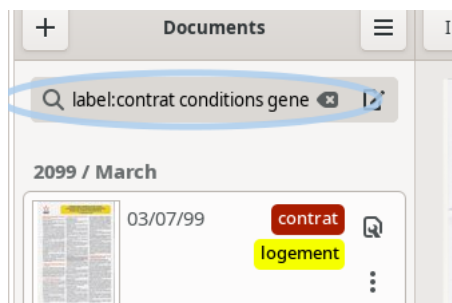 Documents
label:contrat conditions gene
2099 / March
03/07/99
contrat
logement